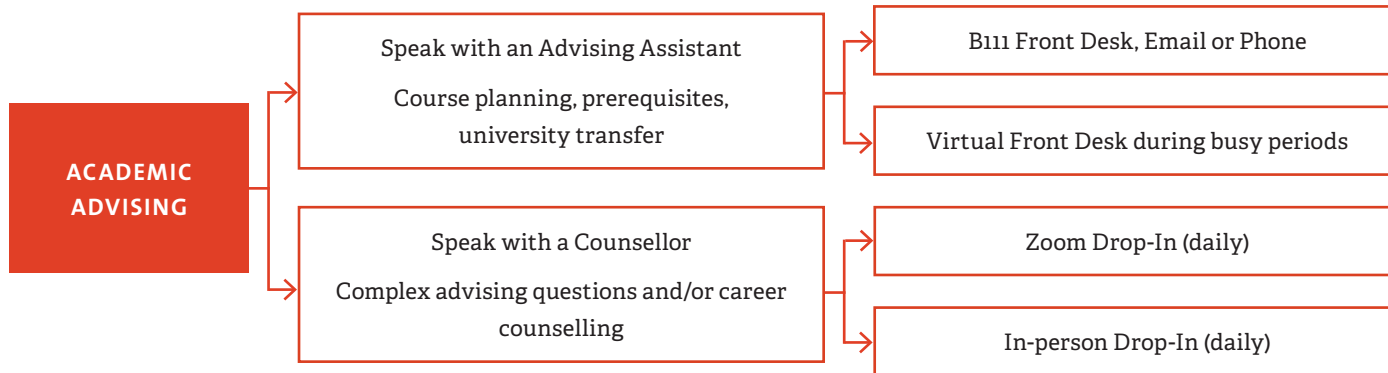 ACADEMIC
ADVISING
Speak with an Advising Assistant
Course planning, prerequisites,
university transfer
B111 Front Desk, Email or Phone
Virtual Front Desk during busy periods
Speak with a Counsellor
Complex advising questions and/or career
counselling
Zoom Drop-In (daily)
In-person Drop-In (daily)